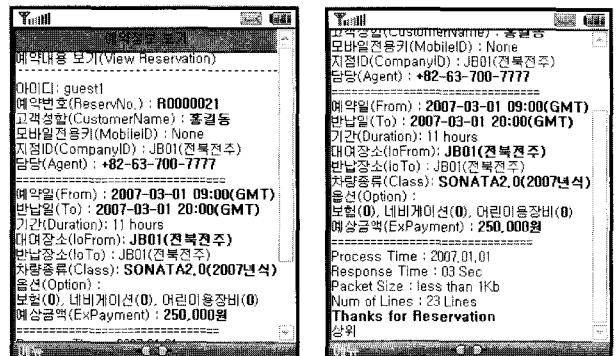 예약정보 보기
예약내용 보기(View Reservation)
아이디: guest1
예약번호(ReservNo.) : R0000021
고객성함(CustomerName) : 홍길동
모바일전용키(MobileID) : None
지점ID(CompanyID) : JB01(전북전주)
담당(Agent) : +82-63-700-7777
예약일(From) : 2007-03-01 09:00(GMT)
반납일(To) : 2007-03-01 20:00(GMT)
기간(Duration): 11 hours
대여장소(loFrom): JB01(전북전주)
반납장소(loTo) : JB01(전북전주)
차량종류(Class): SONATA2,0(2007년식)
옵션(Option) :
보험(0), 네비게이션(0), 어린이용장비(0)
예상금액(ExPayment) : 250,000원
고객성함(CustomerName) : 홍길동
모바일전용키(MobileID) : None
지점ID(CompanyID) : JB01(전북전주)
담당(Agent) : +82-63-700-7777
예약일(From) : 2007-03-01 09:00(GMT)
반납일(To) : 2007-03-01 20:00(GMT)
기간(Duration): 11 hours
대여장소(loFrom): JB01(전북전주)
반납장소(loTo) : JB01(전북전주)
차량종류(Class): SONATA2,0(2007년식)
옵션(Option) :
보험(0), 네비게이션(0), 어린이용장비(0)
예상금액(ExPayment) : 250,000원
Process Time : 2007,01,01
Response Time : 03 Sec
Packet Size : less than 1Kb
Num of Lines : 23 Lines
Thanks for Reservation
상위